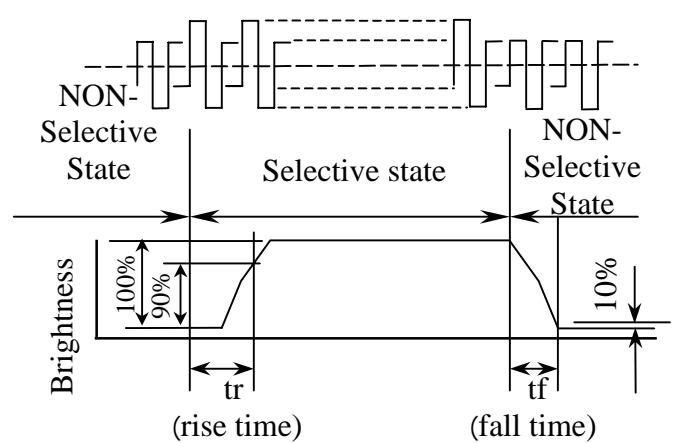 NON-
Selective
State
Selective state
NON-
Selective
State
Brightness
100%
90%
10%
tr
(rise time)
tf
(fall time)